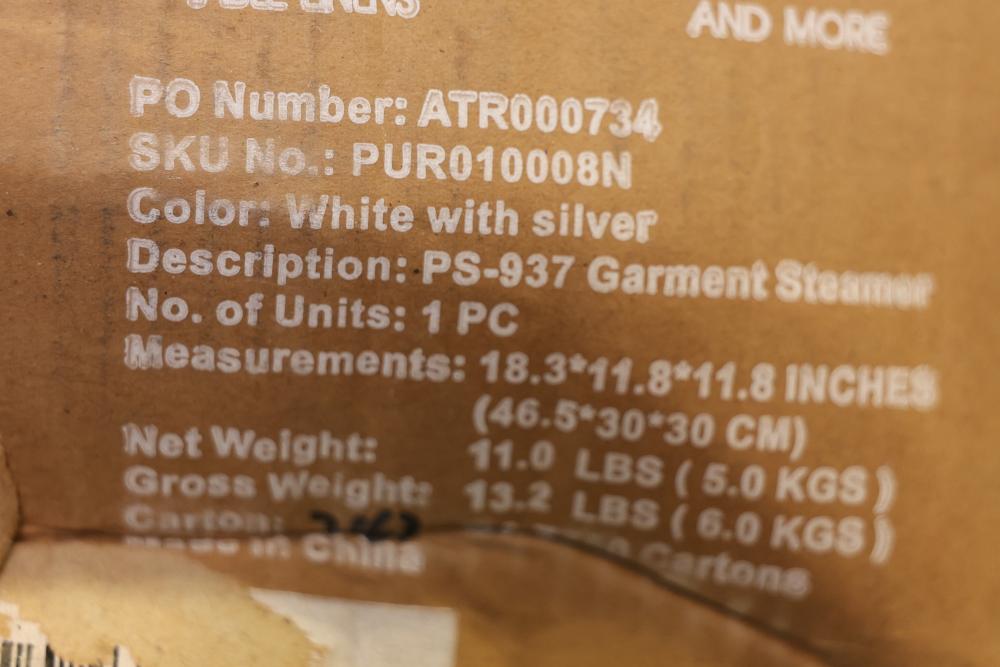 AND MORE
PO Number: ATR000734
SKU No.: PUR010008N
Color: White with silver
Description: PS-937 Garment Steamer
No. of Units: 1 PC
Measurements: 18.3*11.8*11.8 INCHES
(46.5*30*30 CM)
Net Weight: 11.0 LBS ( 5.0 KGS )
Gross Weight: 13.2 LBS ( 6.0 KGS )
Carton: Cartons
Made in China